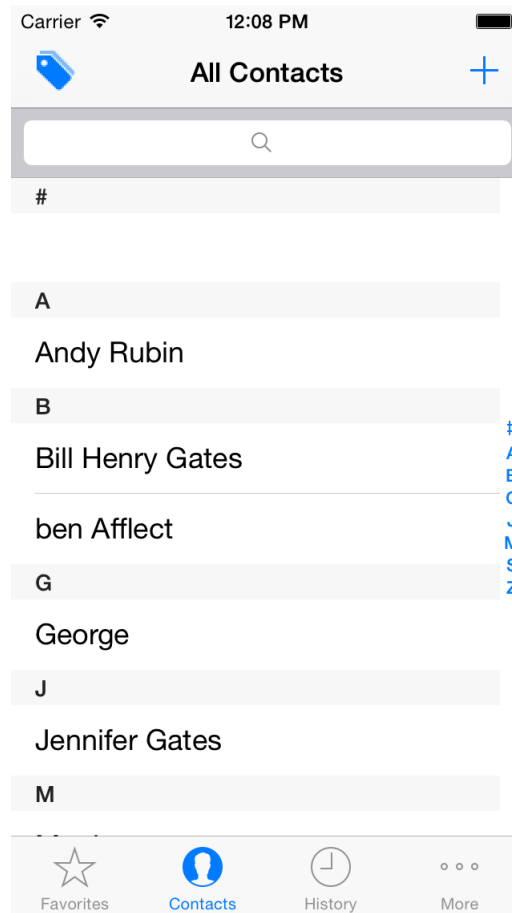 Carrier
12:08 PM
All Contacts
#
A
Andy Rubin
B
Bill Henry Gates
ben Afflect
G
George
J
Jennifer Gates
M
A
J
M
S
Z
Favorites
Contacts
History
More